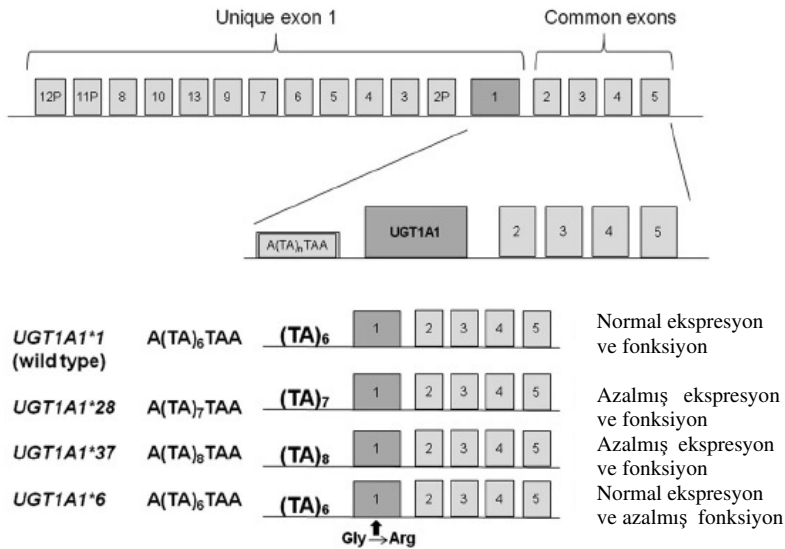 Unique exon 1 Common exons
12P 11P 8 10 13 9 7 6 5 4 3 2P 1 2 3 4 5
A(TA)nTAA UGT1A1 2 3 4 5
UGT1A1*1 A(TA)6TAA (TA)6 1 2 3 4 5 Normal ekspresyon
(wild type) ve fonksiyon
UGT1A1*28 A(TA)7TAA (TA)7 1 2 3 4 5 Azalmış ekspresyon
ve fonksiyon
UGT1A1*37 A(TA)8TAA (TA)8 1 2 3 4 5 Azalmış ekspresyon
ve fonksiyon
UGT1A1*6 A(TA)6TAA (TA)6 1 2 3 4 5 Normal ekspresyon
ve azalmış fonksiyon
Gly→Arg